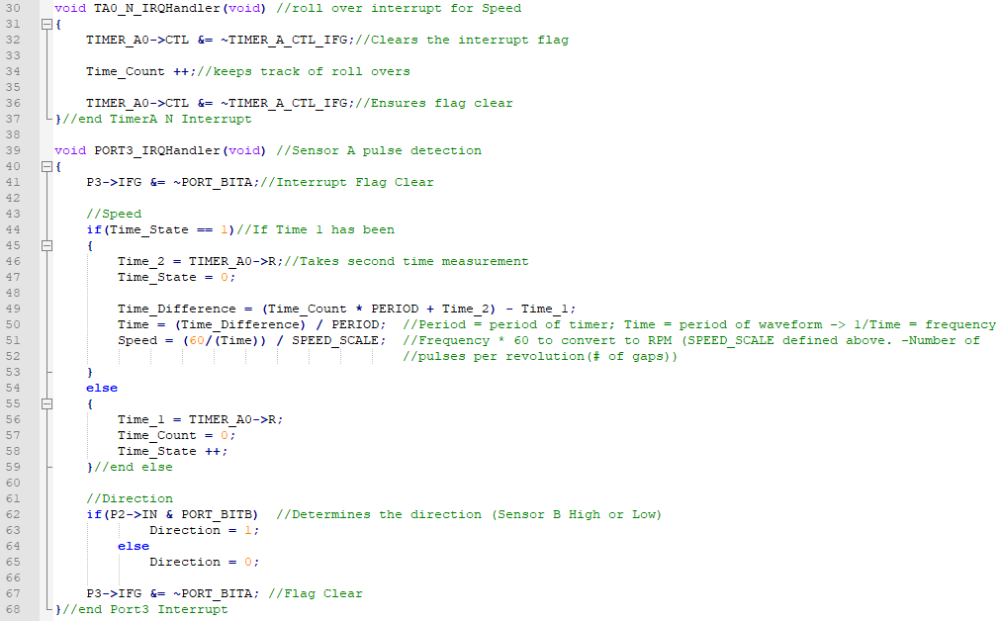 30 void TA0_N_IRQHandler(void) //roll over interrupt for Speed
31 {
32 TIMER_A0->CTL &= ~TIMER_A_CTL_IFG;//Clears the interrupt flag
33
34 Time_Count ++;//keeps track of roll overs
35
36 TIMER_A0->CTL &= ~TIMER_A_CTL_IFG;//Ensures flag clear
37 }//end TimerA N Interrupt
38
39 void PORT3_IRQHandler(void) //Sensor A pulse detection
40 {
41 P3->IFG &= ~PORT_BITA;//Interrupt Flag Clear
42
43 //Speed
44 if(Time_State == 1)//If Time 1 has been
45 {
46 Time_2 = TIMER_A0->R;//Takes second time measurement
47 Time_State = 0;
48
49 Time_Difference = (Time_Count * PERIOD + Time_2) - Time_1;
50 Time = (Time_Difference) / PERIOD; //Period = period of timer; Time = period of waveform -> 1/Time = frequency
51 Speed = (60/(Time)) / SPEED_SCALE; //Frequency * 60 to convert to RPM (SPEED_SCALE defined above. -Number of
52 //pulses per revolution(# of gaps))
53 }
54 else
55 {
56 Time_1 = TIMER_A0->R;
57 Time_Count = 0;
58 Time_State ++;
59 }//end else
60
61 //Direction
62 if(P2->IN & PORT_BITB) //Determines the direction (Sensor B High or Low)
63 Direction = 1;
64 else
65 Direction = 0;
66
67 P3->IFG &= ~PORT_BITA; //Flag Clear
68 }//end Port3 Interrupt